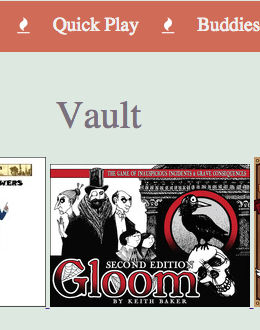 Quick Play Buddies
Vault
THE GAME OF INAUSPICIOUS INCIDENTS & GRAVE CONSEQUENCES
WERS
SECOND EDITION
Gloom
BY KEITH BAKER